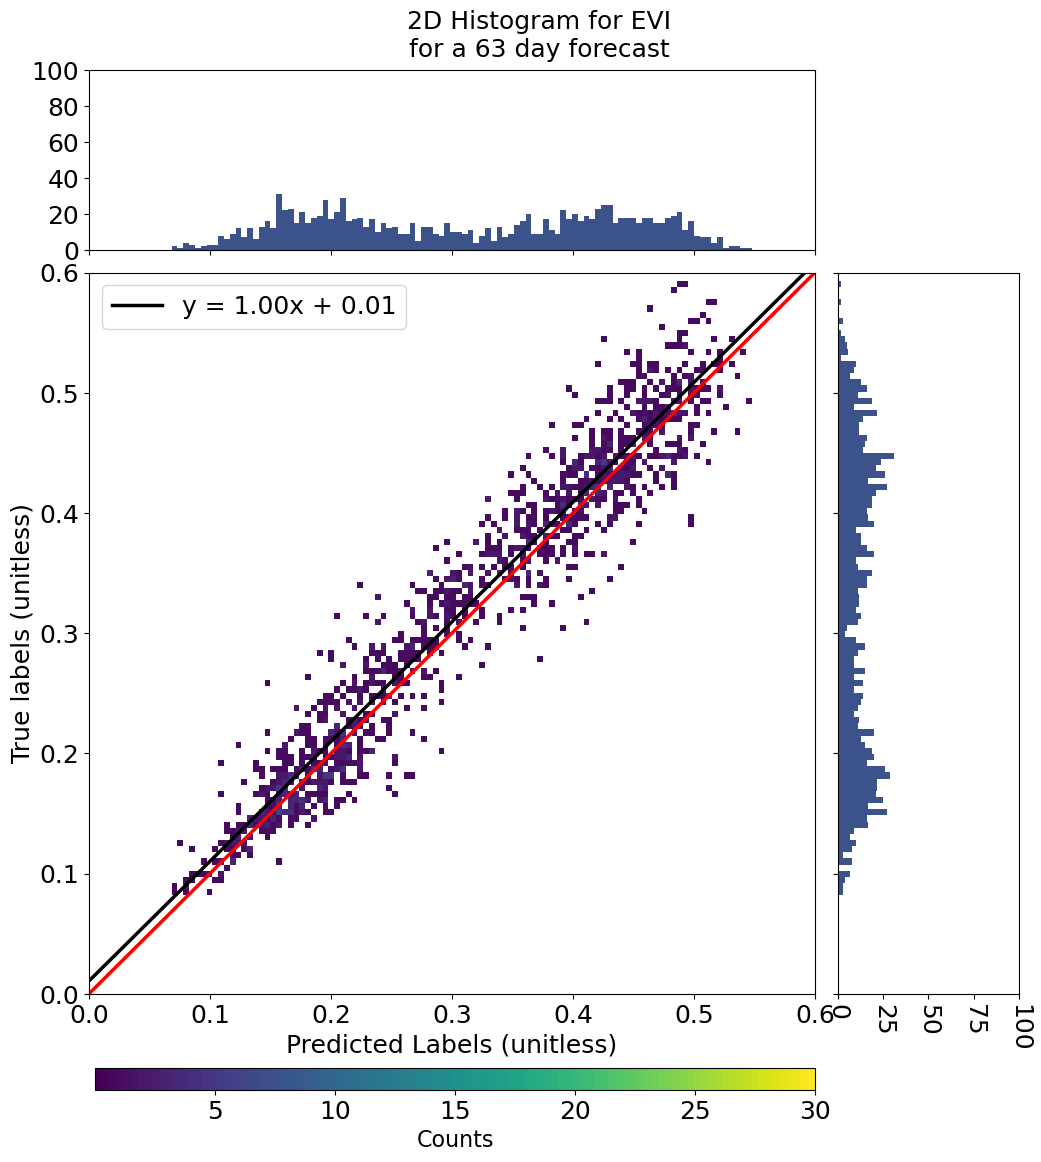 2D Histogram for EVI
for a 63 day forecast
100
80
60
40
20
0
0.6
0.5
0.4
0.3
0.2
0.1
0.0
True labels (unitless)
y = 1.00x + 0.01
0.0 0.1 0.2 0.3 0.4 0.5 0.6
Predicted Labels (unitless)
0 25 50 75 100
5 10 15 20 25 30
Counts